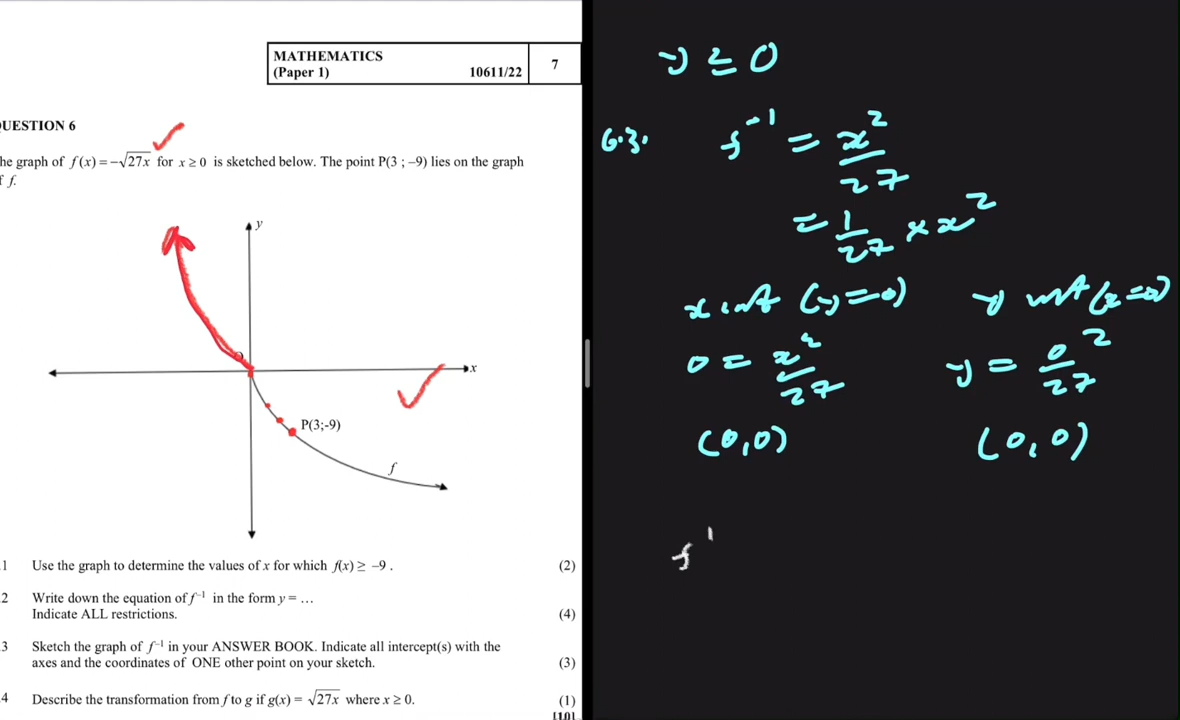 MATHEMATICS
(Paper 1) 10611/22
7
UESTION 6
he graph of f(x) = −√27x for x ≥ 0 is sketched below. The point P(3 ; −9) lies on the graph
f f.
y
x
P(3;-9)
f
.1 Use the graph to determine the values of x for which f(x) ≥ −9 . (2)
.2 Write down the equation of f⁻¹ in the form y = …
Indicate ALL restrictions. (4)
.3 Sketch the graph of f⁻¹ in your ANSWER BOOK. Indicate all intercept(s) with the
axes and the coordinates of ONE other point on your sketch. (3)
.4 Describe the transformation from f to g if g(x) = √27x where x ≥ 0. (1)
[10]
y ≥ 0
6.3. f⁻¹ = x²/27
= 1/27 × x²
x int (y=0) y int (x=0)
0 = x²/27 y = 0²/27
(0,0) (0,0)
f'